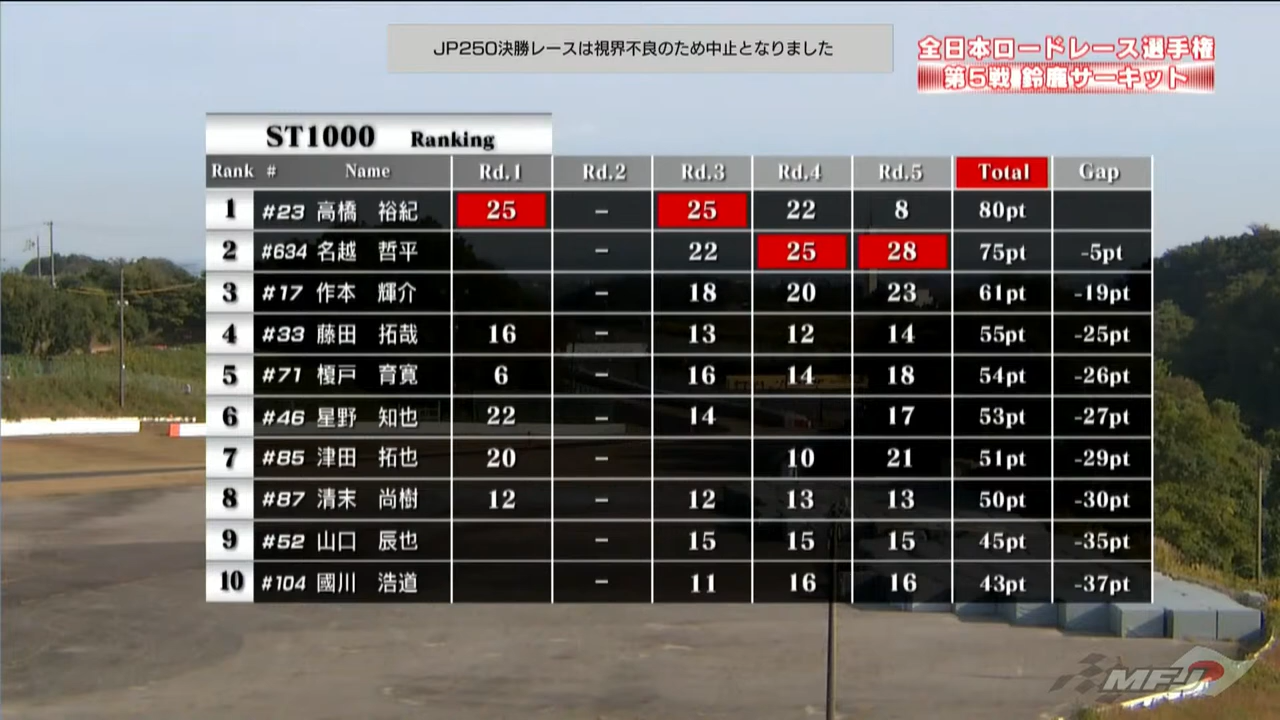 JP250決勝レースは視界不良のため中止となりました
全日本ロードレース選手権
第5戦 鈴鹿サーキット
ST1000 Ranking
Rank # Name Rd.1 Rd.2 Rd.3 Rd.4 Rd.5 Total Gap
1 #23 高橋 裕紀 25 – 25 22 8 80pt
2 #634 名越 哲平 – 22 25 28 75pt -5pt
3 #17 作本 輝介 – 18 20 23 61pt -19pt
4 #33 藤田 拓哉 16 – 13 12 14 55pt -25pt
5 #71 榎戸 育寛 6 – 16 14 18 54pt -26pt
6 #46 星野 知也 22 – 14 17 53pt -27pt
7 #85 津田 拓也 20 – 10 21 51pt -29pt
8 #87 清末 尚樹 12 – 12 13 13 50pt -30pt
9 #52 山口 辰也 – 15 15 15 45pt -35pt
10 #104 國川 浩道 – 11 16 16 43pt -37pt
MFJ